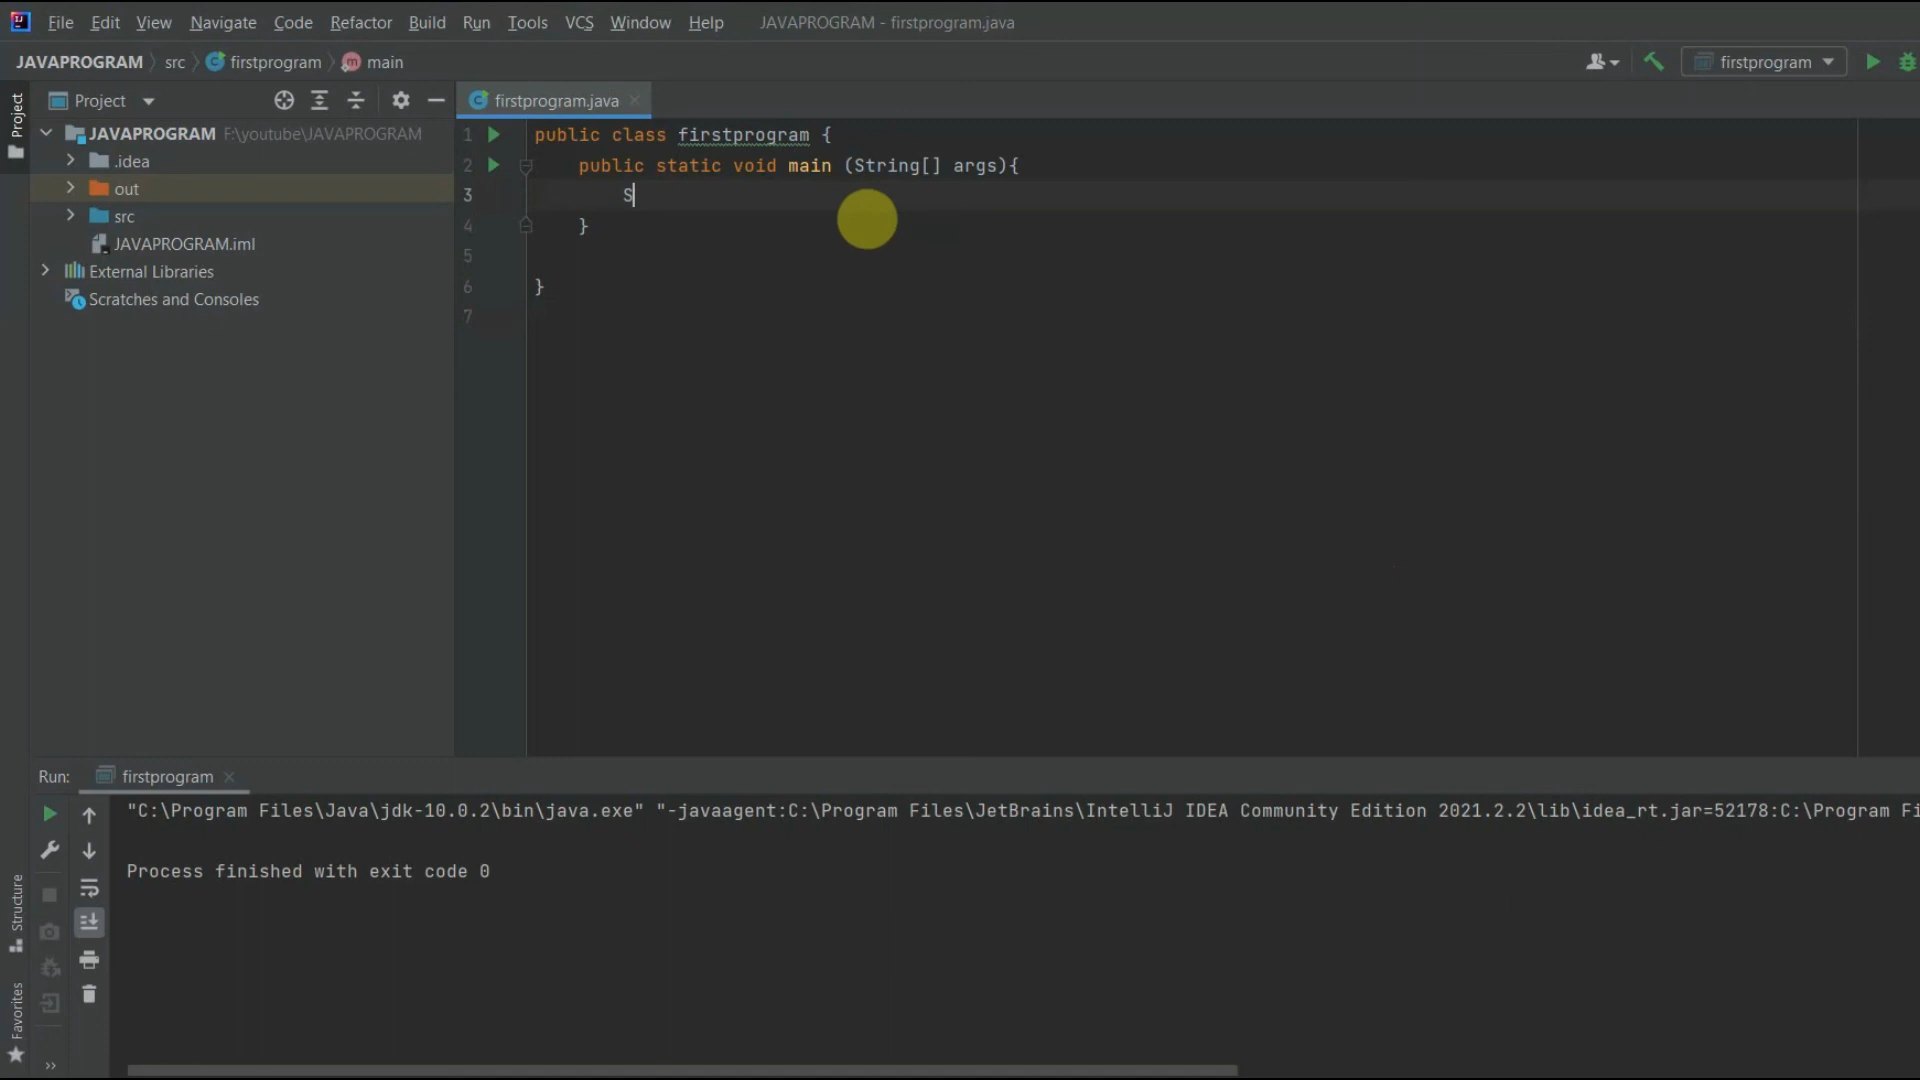 File Edit View Navigate Code Refactor Build Run Tools VCS Window Help JAVAPROGRAM - firstprogram.java
JAVAPROGRAM src firstprogram main firstprogram
Project
Project
firstprogram.java
JAVAPROGRAM F:\youtube\JAVAPROGRAM
.idea
out
src
JAVAPROGRAM.iml
External Libraries
Scratches and Consoles
1 public class firstprogram {
2 public static void main (String[] args){
3 S
4 }
5
6 }
7
Run: firstprogram
"C:\Program Files\Java\jdk-10.0.2\bin\java.exe" "-javaagent:C:\Program Files\JetBrains\IntelliJ IDEA Community Edition 2021.2.2\lib\idea_rt.jar=52178:C:\Program Fi
Process finished with exit code 0
Structure
Favorites